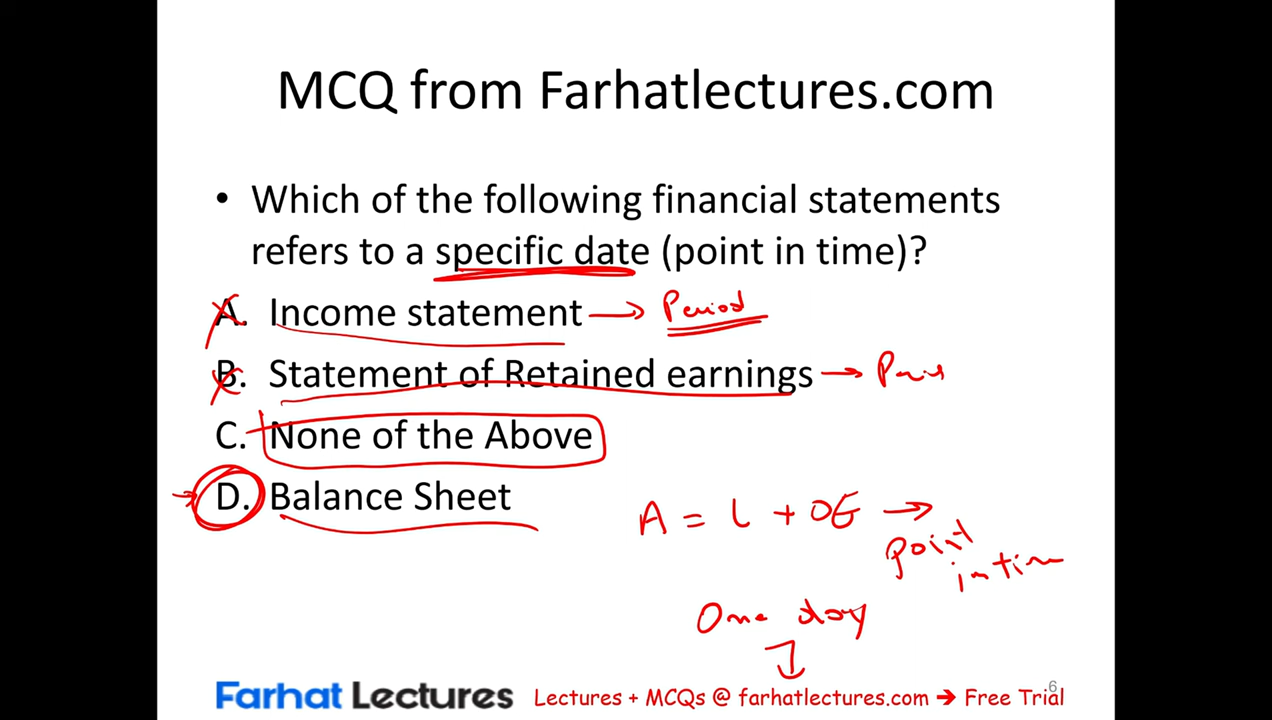 MCQ from Farhatlectures.com
• Which of the following financial statements
refers to a specific date (point in time)?
A. Income statement → Period
B. Statement of Retained earnings →
C. None of the Above
D. Balance Sheet
A = L + OE →
point
in time
One day
Farhat Lectures Lectures + MCQs @ farhatlectures.com → Free Trial
6